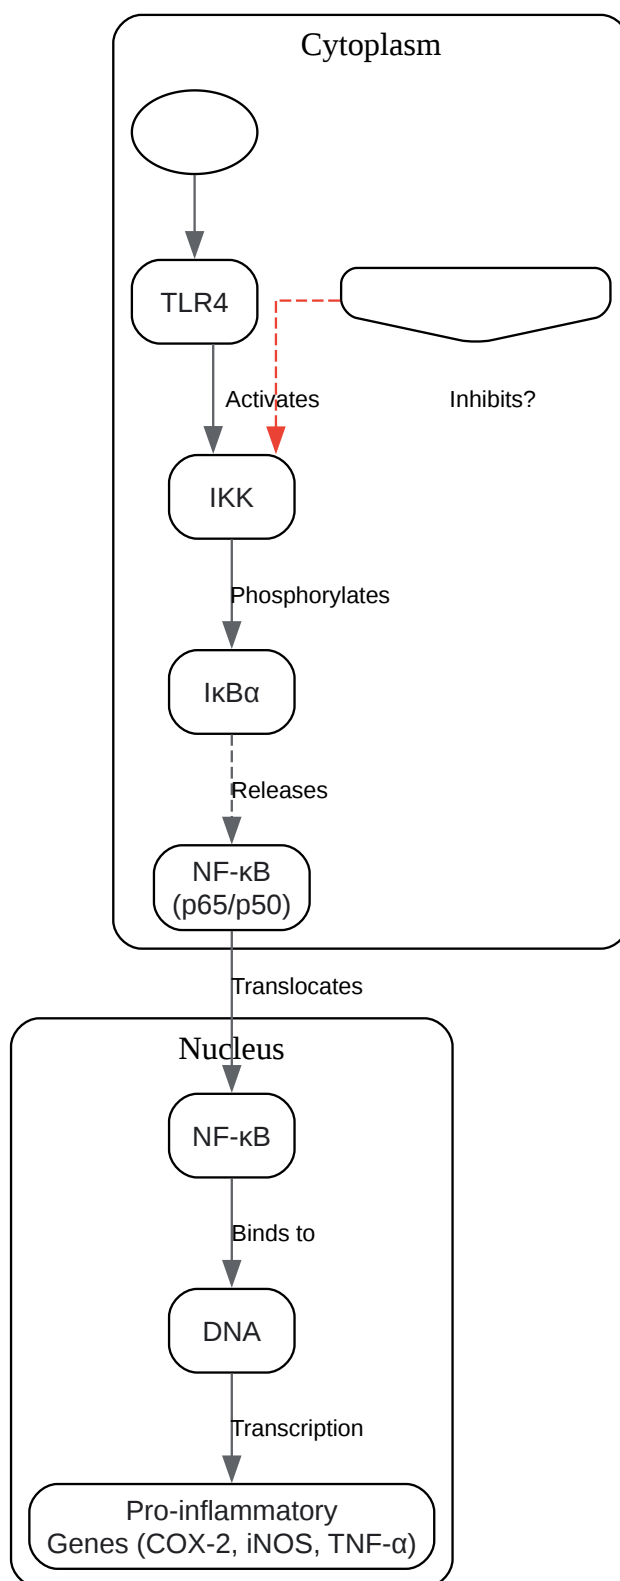 Cytoplasm
TLR4
Activates
Inhibits?
IKK
Phosphorylates
IκBα
Releases
NF-κB
(p65/p50)
Translocates
Nucleus
NF-κB
Binds to
DNA
Transcription
Pro-inflammatory
Genes (COX-2, iNOS, TNF-α)